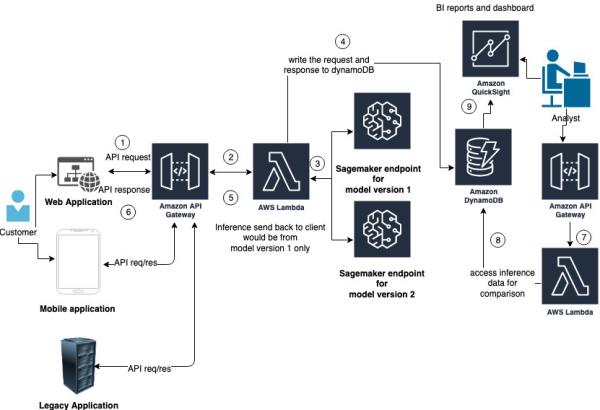 BI reports and dashboard
4
write the request and
response to dynamoDB
Amazon
QuickSight
Analyst
9
1
API request
API response
6
Web Application
Customer
2
5
Amazon API
Gateway
3
AWS Lambda
Sagemaker endpoint
for
model version 1
Amazon
DynamoDB
Amazon API
Gateway
Inference send back to client
would be from
model version 1 only
7
8
API req/res
Mobile application
Sagemaker endpoint
for
model version 2
access inference
data for
comparison
AWS Lambda
API req/res
Legacy Application